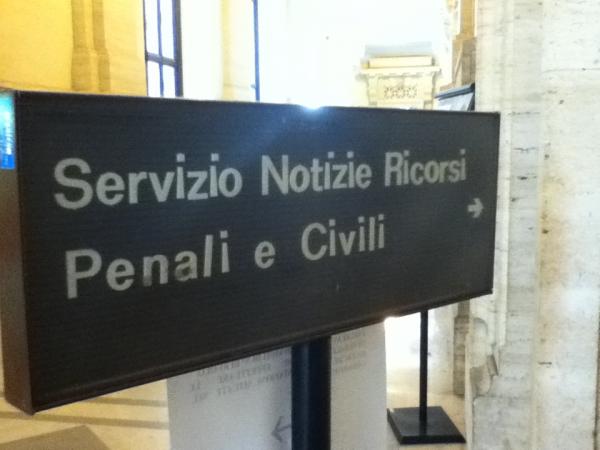 Servizio Notizie Ricorsi
Penali e Civili